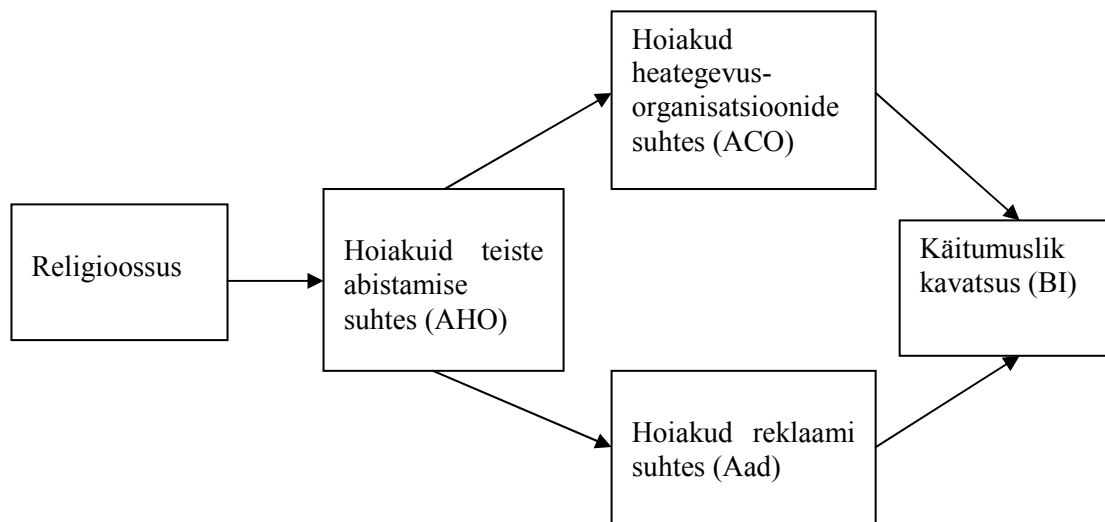 Religioossus
Hoiakuid teiste
abistamise
suhtes (AHO)
Hoiakud
heategevus-
organisatsioonide
suhtes (ACO)
Hoiakud reklaami
suhtes (Aad)
Käitumuslik
kavatsus (BI)